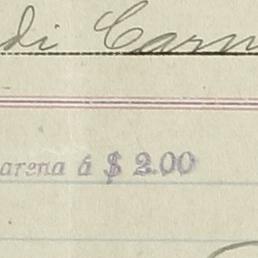 di Carn
arena á $ 2.00